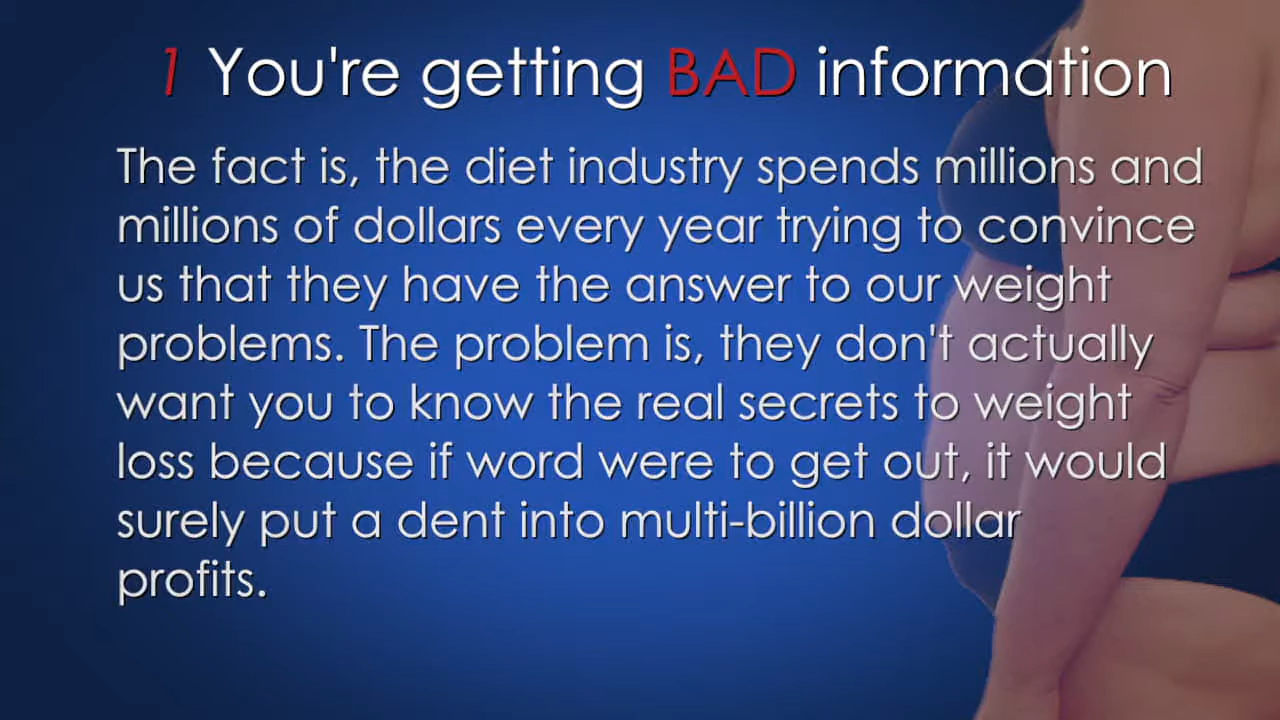 1 You're getting BAD information
The fact is, the diet industry spends millions and
millions of dollars every year trying to convince
us that they have the answer to our weight
problems. The problem is, they don't actually
want you to know the real secrets to weight
loss because if word were to get out, it would
surely put a dent into multi-billion dollar
profits.